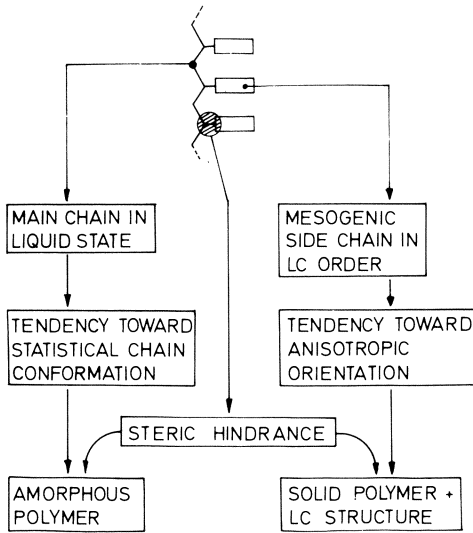 MAIN CHAIN IN
LIQUID STATE
MESOGENIC
SIDE CHAIN IN
LC ORDER
TENDENCY TOWARD
STATISTICAL CHAIN
CONFORMATION
TENDENCY TOWARD
ANISOTROPIC
ORIENTATION
STERIC HINDRANCE
AMORPHOUS
POLYMER
SOLID POLYMER +
LC STRUCTURE